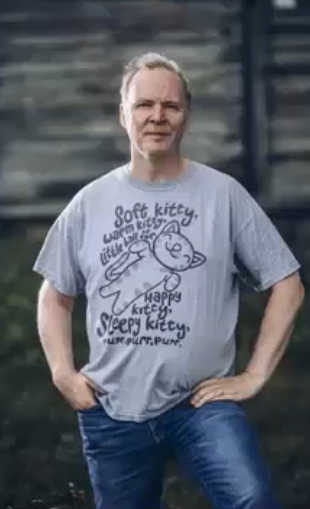 Soft kitty,
warm kitty,
little ball of fur.
Happy
kitty,
Sleepy kitty,
purr.purr.purr.